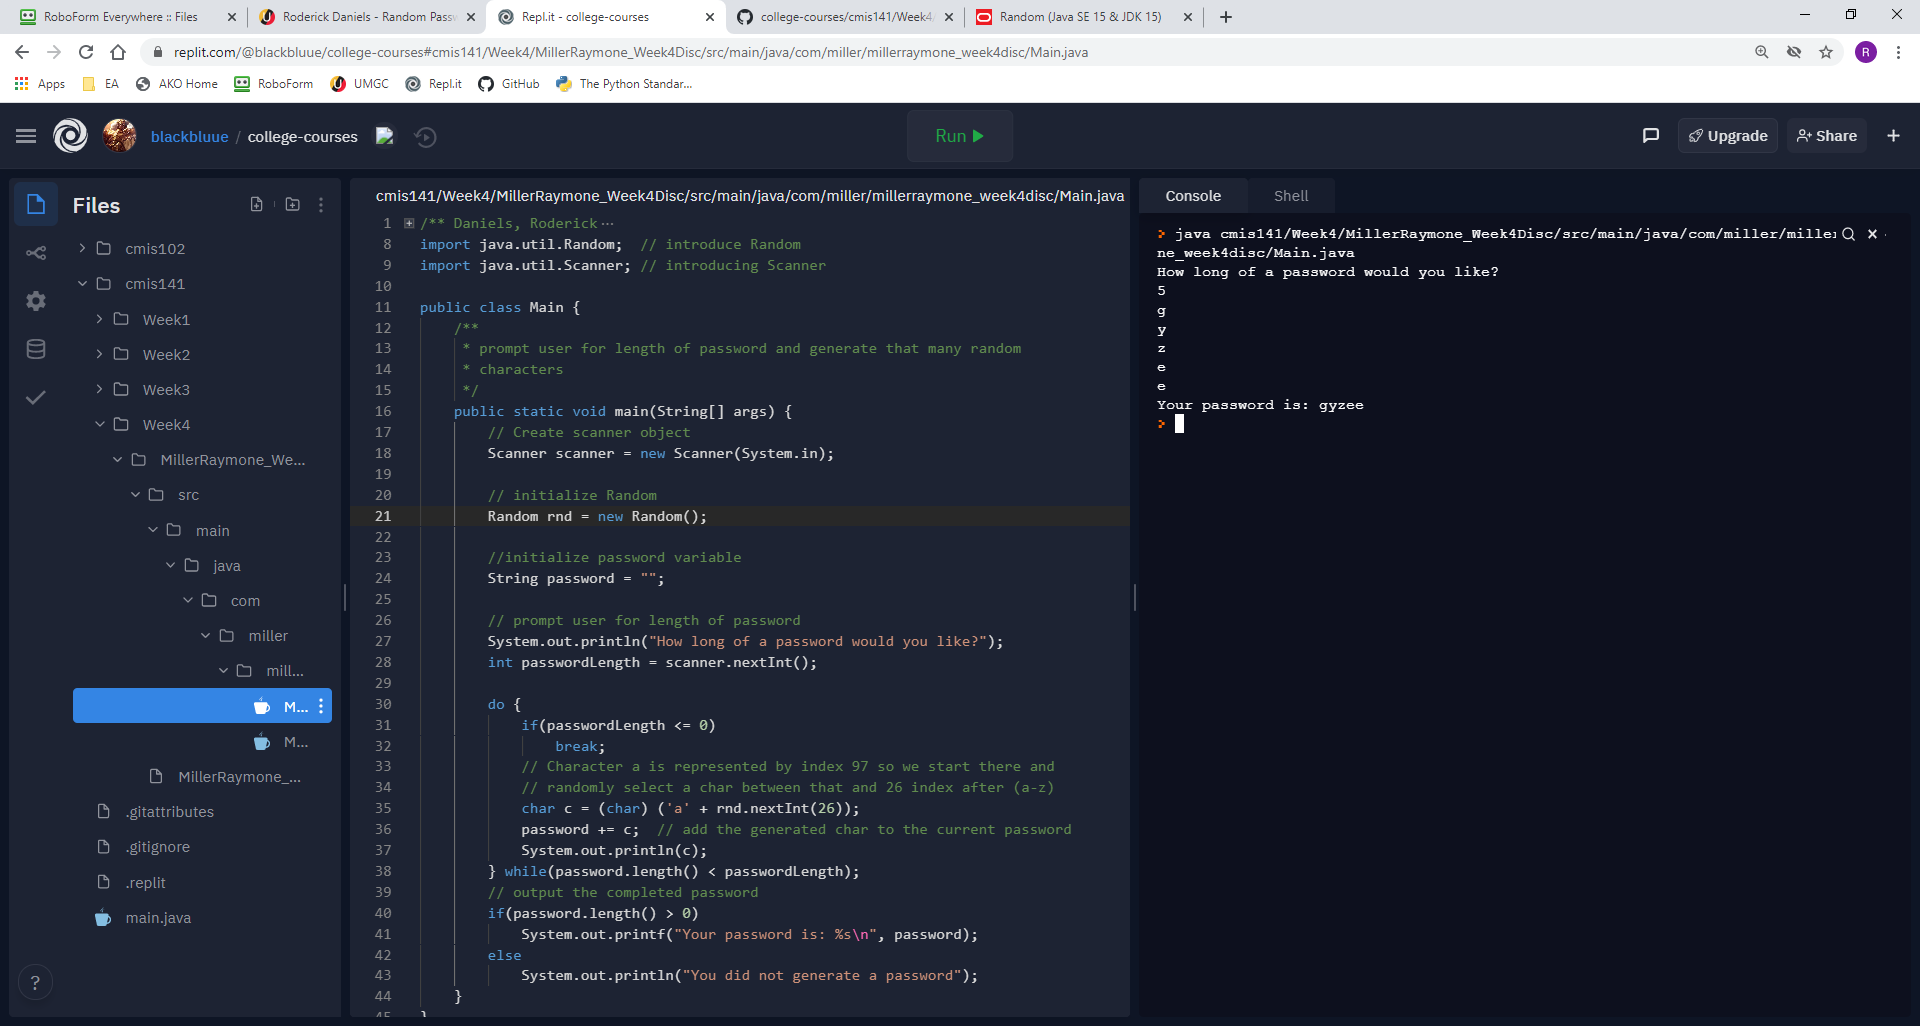 RoboForm Everywhere :: Files
Roderick Daniels - Random Passw
Repl.it - college-courses
college-courses/cmis141/Week4/
Random (Java SE 15 & JDK 15)
replit.com/@blackbluue/college-courses#cmis141/Week4/MillerRaymone_Week4Disc/src/main/java/com/miller/millerraymone_week4disc/Main.java
R
Apps
EA
AKO Home
RoboForm
UMGC
Repl.it
GitHub
The Python Standar...
blackbluue / college-courses
Run
Upgrade
Share
Files
cmis102
cmis141
Week1
Week2
Week3
Week4
MillerRaymone_We...
src
main
java
com
miller
mill...
M...
M...
MillerRaymone_...
.gitattributes
.gitignore
.replit
main.java
?
cmis141/Week4/MillerRaymone_Week4Disc/src/main/java/com/miller/millerraymone_week4disc/Main.java
1 /** Daniels, Roderick ···
8 import java.util.Random;  // introduce Random
9 import java.util.Scanner; // introducing Scanner
10
11 public class Main {
12     /**
13      * prompt user for length of password and generate that many random
14      * characters
15      */
16     public static void main(String[] args) {
17         // Create scanner object
18         Scanner scanner = new Scanner(System.in);
19
20         // initialize Random
21         Random rnd = new Random();
22
23         //initialize password variable
24         String password = "";
25
26         // prompt user for length of password
27         System.out.println("How long of a password would you like?");
28         int passwordLength = scanner.nextInt();
29
30         do {
31             if(passwordLength <= 0)
32                 break;
33             // Character a is represented by index 97 so we start there and
34             // randomly select a char between that and 26 index after (a-z)
35             char c = (char) ('a' + rnd.nextInt(26));
36             password += c;  // add the generated char to the current password
37             System.out.println(c);
38         } while(password.length() < passwordLength);
39         // output the completed password
40         if(password.length() > 0)
41             System.out.printf("Your password is: %s\n", password);
42         else
43             System.out.println("You did not generate a password");
44     }
45 }
Console
Shell
> java cmis141/Week4/MillerRaymone_Week4Disc/src/main/java/com/miller/miller
ne_week4disc/Main.java
How long of a password would you like?
5
g
y
z
e
e
Your password is: gyzee
>